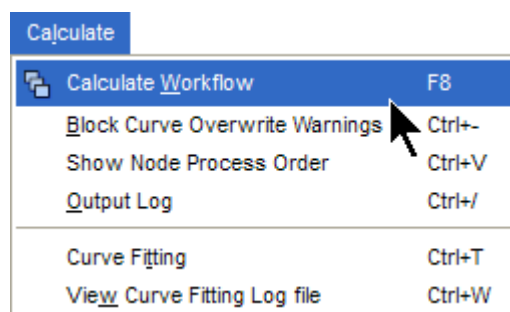 Calculate
Calculate Workflow F8
Block Curve Overwrite Warnings Ctrl+-
Show Node Process Order Ctrl+V
Output Log Ctrl+/
Curve Fitting Ctrl+T
View Curve Fitting Log file Ctrl+W